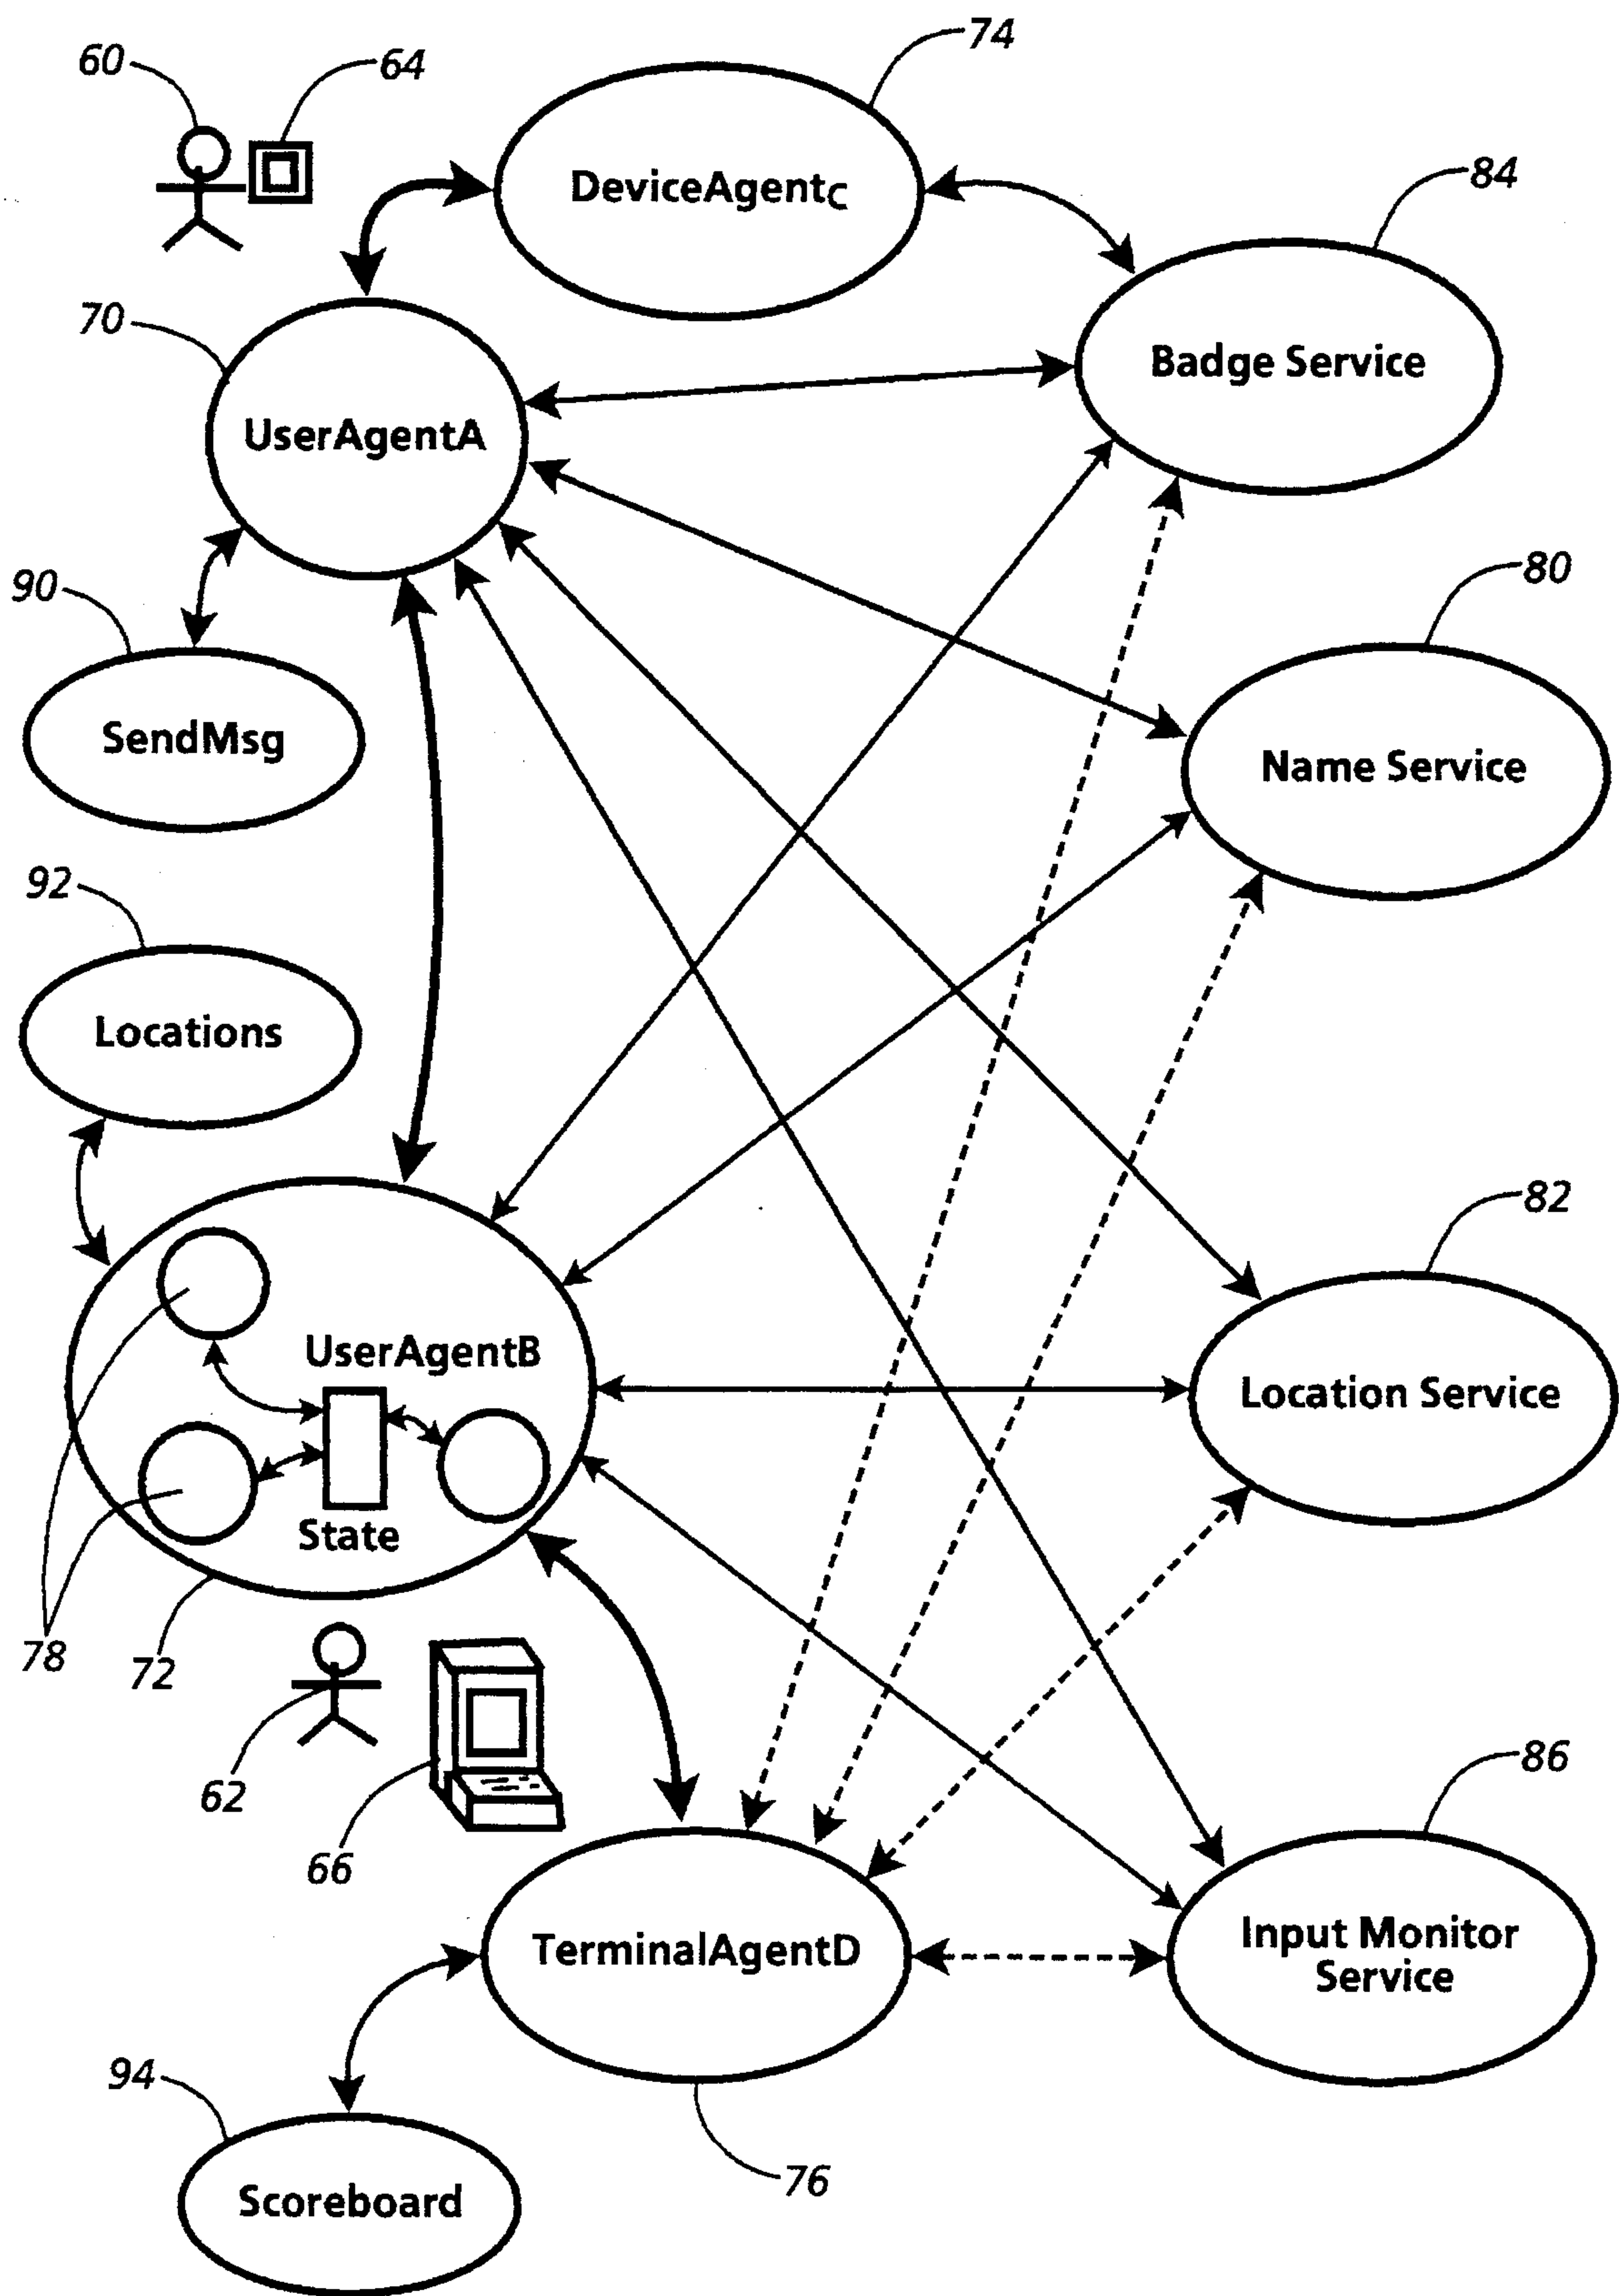 74
60
64
DeviceAgentC
84
70
Badge Service
UserAgentA
90
80
SendMsg
Name Service
92
Locations
82
UserAgentB
Location Service
State
78
72
86
62
66
Input Monitor
Service
TerminalAgentD
94
76
Scoreboard